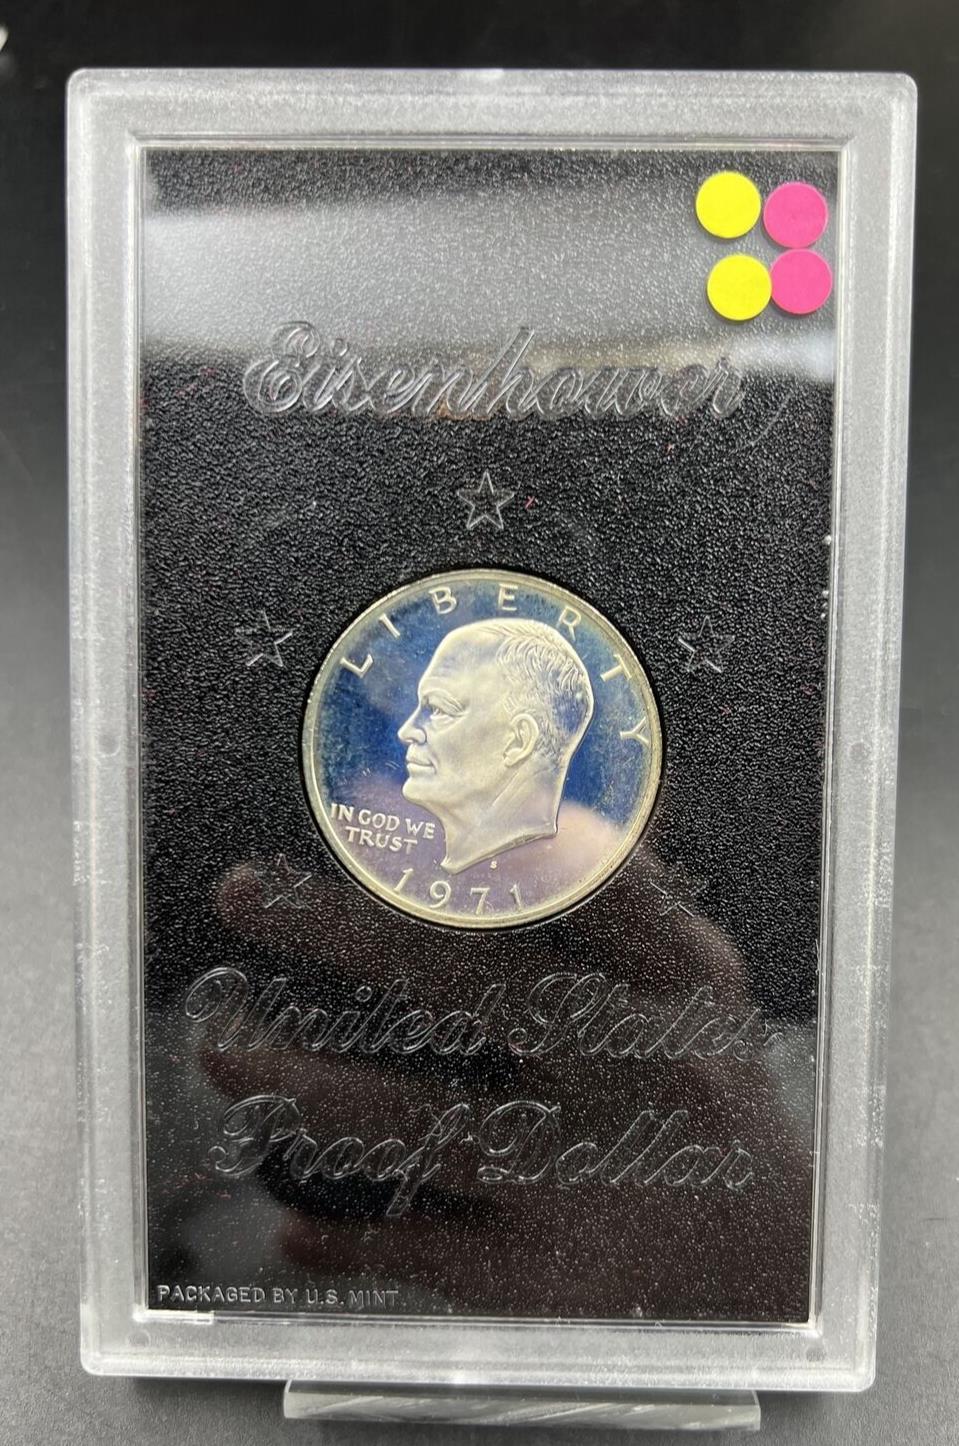 Eisenhower
LIBERTY
IN GOD WE
TRUST
S
1971
United States
Proof Dollar
PACKAGED BY U.S. MINT